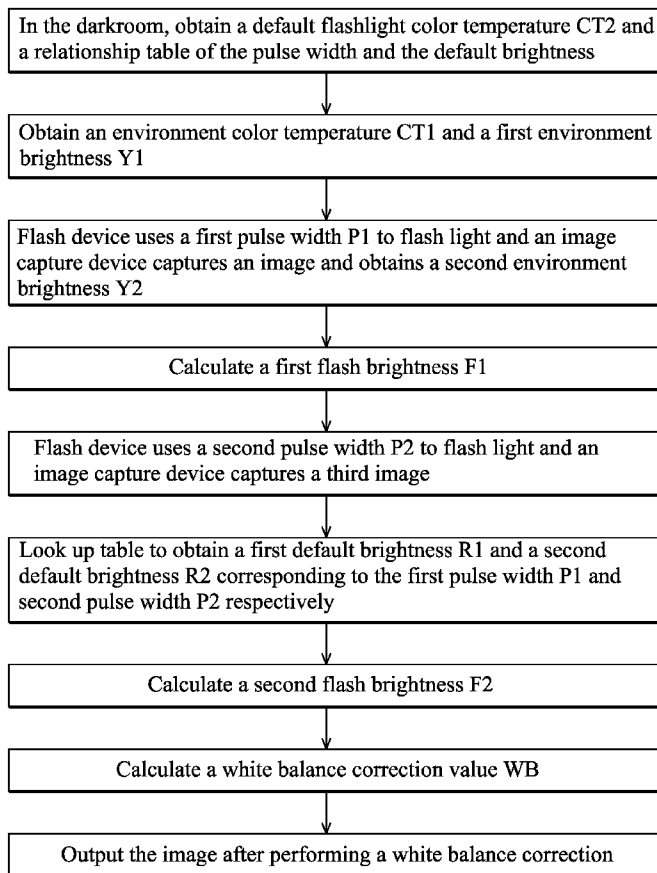 In the darkroom, obtain a default flashlight color temperature CT2 and
a relationship table of the pulse width and the default brightness
Obtain an environment color temperature CT1 and a first environment
brightness Y1
Flash device uses a first pulse width P1 to flash light and an image
capture device captures an image and obtains a second environment
brightness Y2
Calculate a first flash brightness F1
Flash device uses a second pulse width P2 to flash light and an
image capture device captures a third image
Look up table to obtain a first default brightness R1 and a second
default brightness R2 corresponding to the first pulse width P1 and
second pulse width P2 respectively
Calculate a second flash brightness F2
Calculate a white balance correction value WB
Output the image after performing a white balance correction